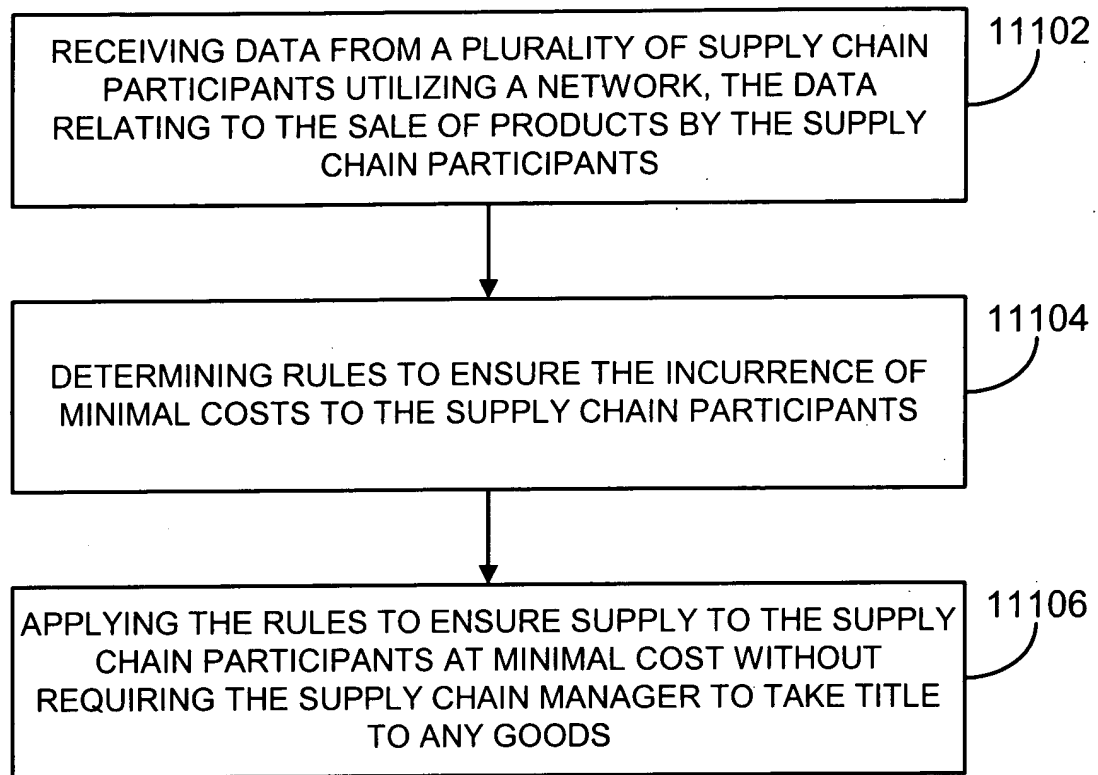 RECEIVING DATA FROM A PLURALITY OF SUPPLY CHAIN
PARTICIPANTS UTILIZING A NETWORK, THE DATA
RELATING TO THE SALE OF PRODUCTS BY THE SUPPLY
CHAIN PARTICIPANTS
11102
DETERMINING RULES TO ENSURE THE INCURRENCE OF
MINIMAL COSTS TO THE SUPPLY CHAIN PARTICIPANTS
11104
APPLYING THE RULES TO ENSURE SUPPLY TO THE SUPPLY
CHAIN PARTICIPANTS AT MINIMAL COST WITHOUT
REQUIRING THE SUPPLY CHAIN MANAGER TO TAKE TITLE
TO ANY GOODS
11106